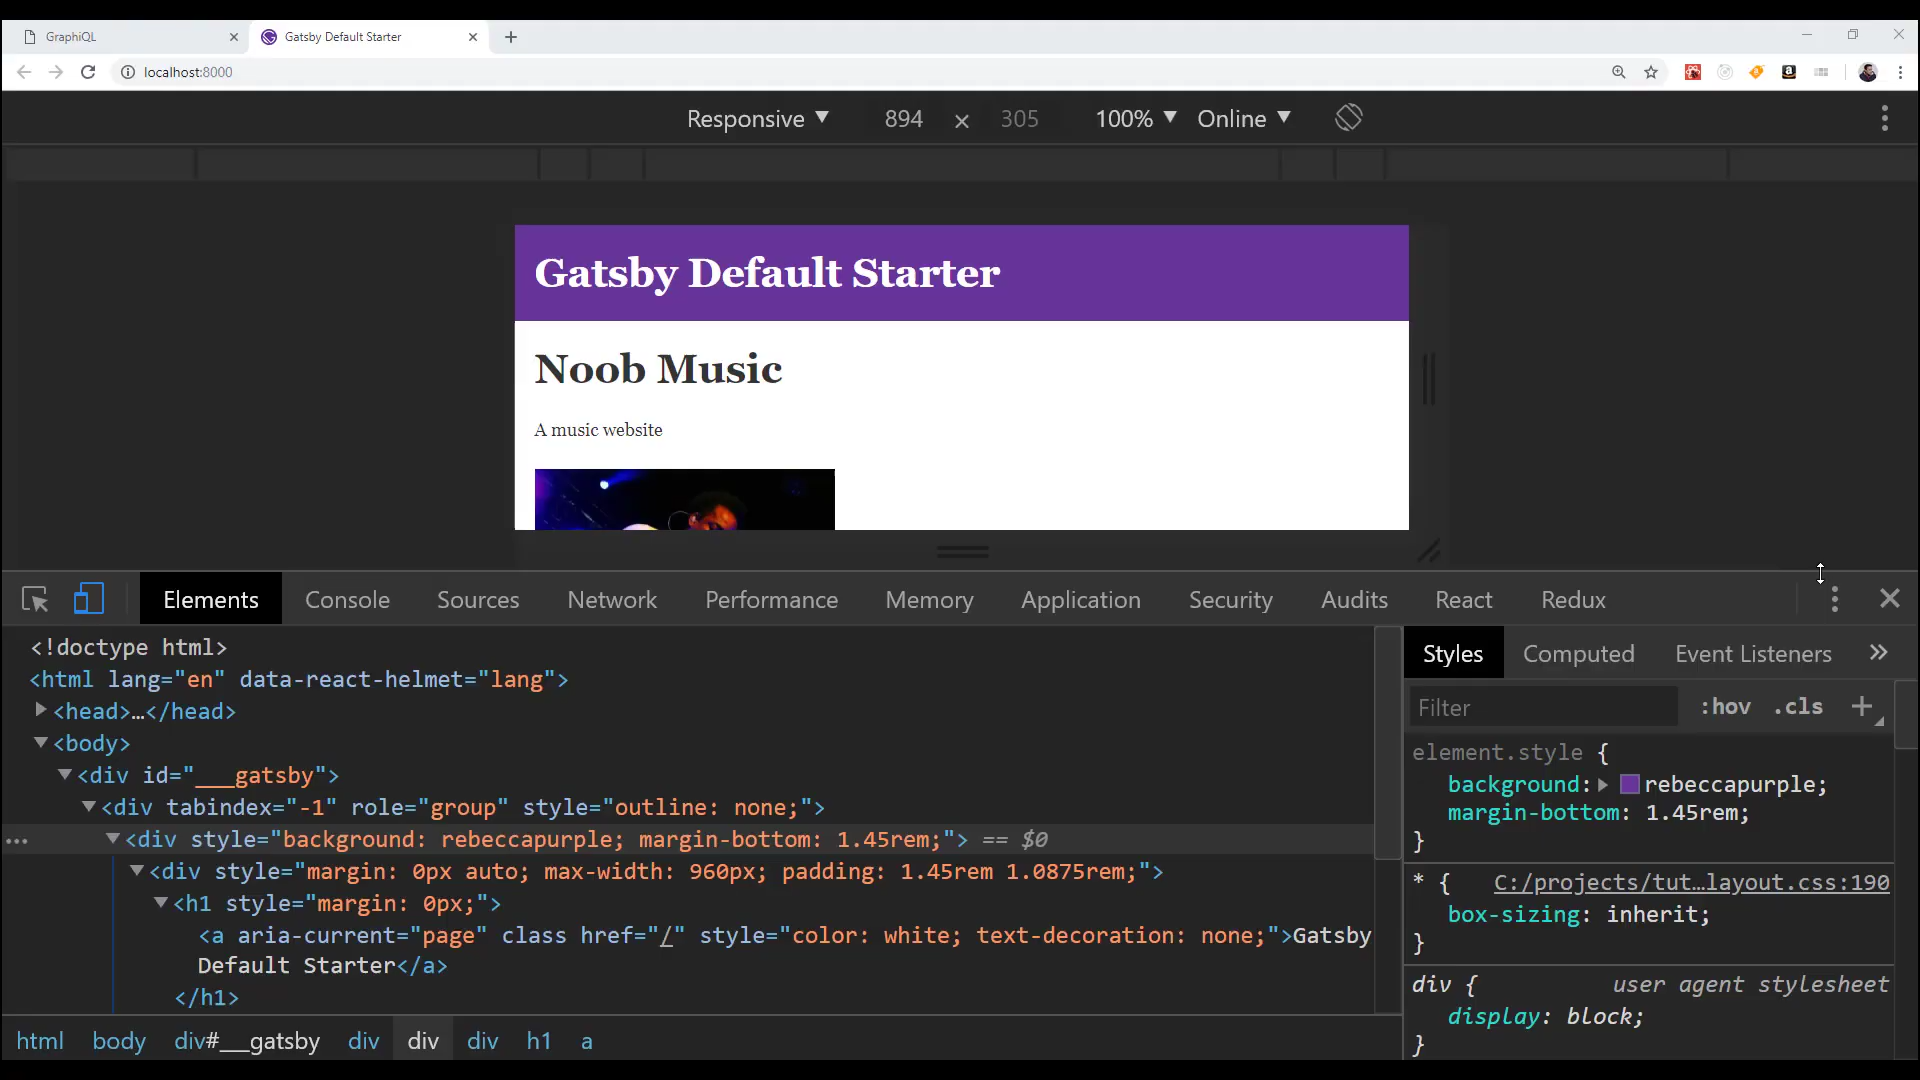 GraphiQL
Gatsby Default Starter
localhost:8000
Responsive 894 × 305 100% Online
Gatsby Default Starter
Noob Music
A music website
Elements Console Sources Network Performance Memory Application Security Audits React Redux
<!doctype html>
<html lang="en" data-react-helmet="lang">
<head>…</head>
<body>
<div id="___gatsby">
<div tabindex="-1" role="group" style="outline: none;">
<div style="background: rebeccapurple; margin-bottom: 1.45rem;"> == $0
<div style="margin: 0px auto; max-width: 960px; padding: 1.45rem 1.0875rem;">
<h1 style="margin: 0px;">
<a aria-current="page" class href="/" style="color: white; text-decoration: none;">Gatsby
Default Starter</a>
</h1>
html body div#___gatsby div div div h1 a
Styles Computed Event Listeners »
Filter :hov .cls +
element.style {
background: rebeccapurple;
margin-bottom: 1.45rem;
}
* { C:/projects/tut…layout.css:190
box-sizing: inherit;
}
div { user agent stylesheet
display: block;
}